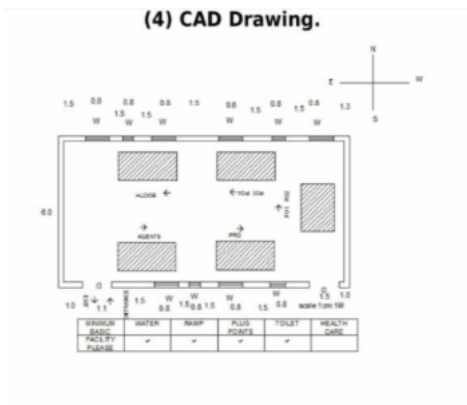 (4) CAD Drawing.
N
E W
S
1.5 0.8 1.5 0.8 1.5 0.8 1.5 0.8 1.5 0.8 1.5 0.8 1.3
W W W W W W
BOOTH
PO1 PO2
6.0
AGENTS
PRO
D
W W W W
1.0 1.1 ENTRANCE 1.5 0.8 1.5 0.8 1.5 0.8 1.5 0.8 1.5 1.0
scale 1cm:1M
MINIMUM BASIC FACILITY PLEASE WATER RAMP PLUG POINTS TOILET HEALTH CARE
✓ ✓ ✓ ✓